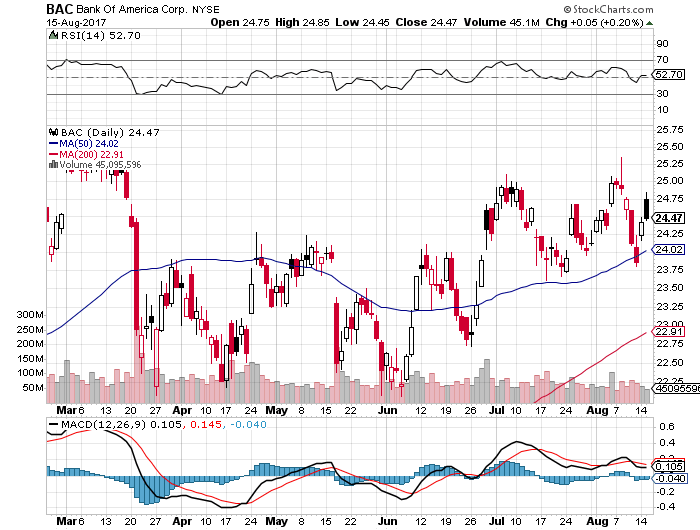 BAC Bank Of America Corp. NYSE © StockCharts.com
15-Aug-2017 Open 24.75 High 24.85 Low 24.45 Close 24.47 Volume 45.1M Chg +0.05 (+0.20%)
RSI(14) 52.70
90
70
52.70
30
10
BAC (Daily) 24.47
MA(50) 24.02
MA(200) 22.91
Volume 45,095,596
25.75
25.50
25.25
25.00
24.75
24.47
24.25
24.02
23.75
23.50
23.25
23.00
22.91
22.75
22.50
22.25
45095596
300M
250M
200M
150M
100M
50M
Mar 6 13 20 27 Apr 10 17 24 May 8 15 22 Jun 12 19 26 Jul 10 17 24 Aug 7 14
MACD(12,26,9) 0.105, 0.145, -0.040
0.6
0.4
0.105
-0.040
-0.2
-0.4
Mar 6 13 20 27 Apr 10 17 24 May 8 15 22 Jun 12 19 26 Jul 10 17 24 Aug 7 14